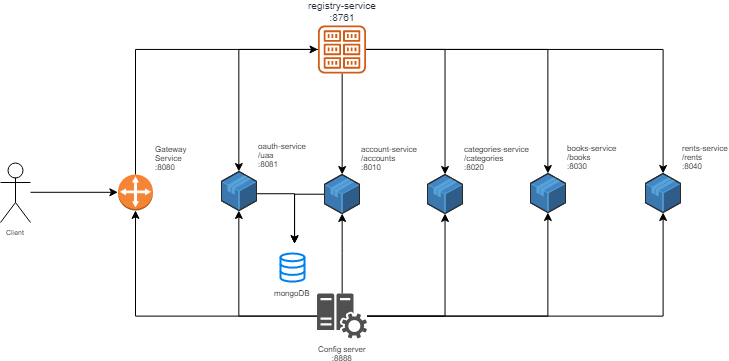 registry-service
:8761
Gateway
Service
:8080
oauth-service
/uaa
:8081
account-service
/accounts
:8010
categories-service
/categories
:8020
books-service
/books
:8030
rents-service
/rents
:8040
Client
mongoDB
Config server
:8888